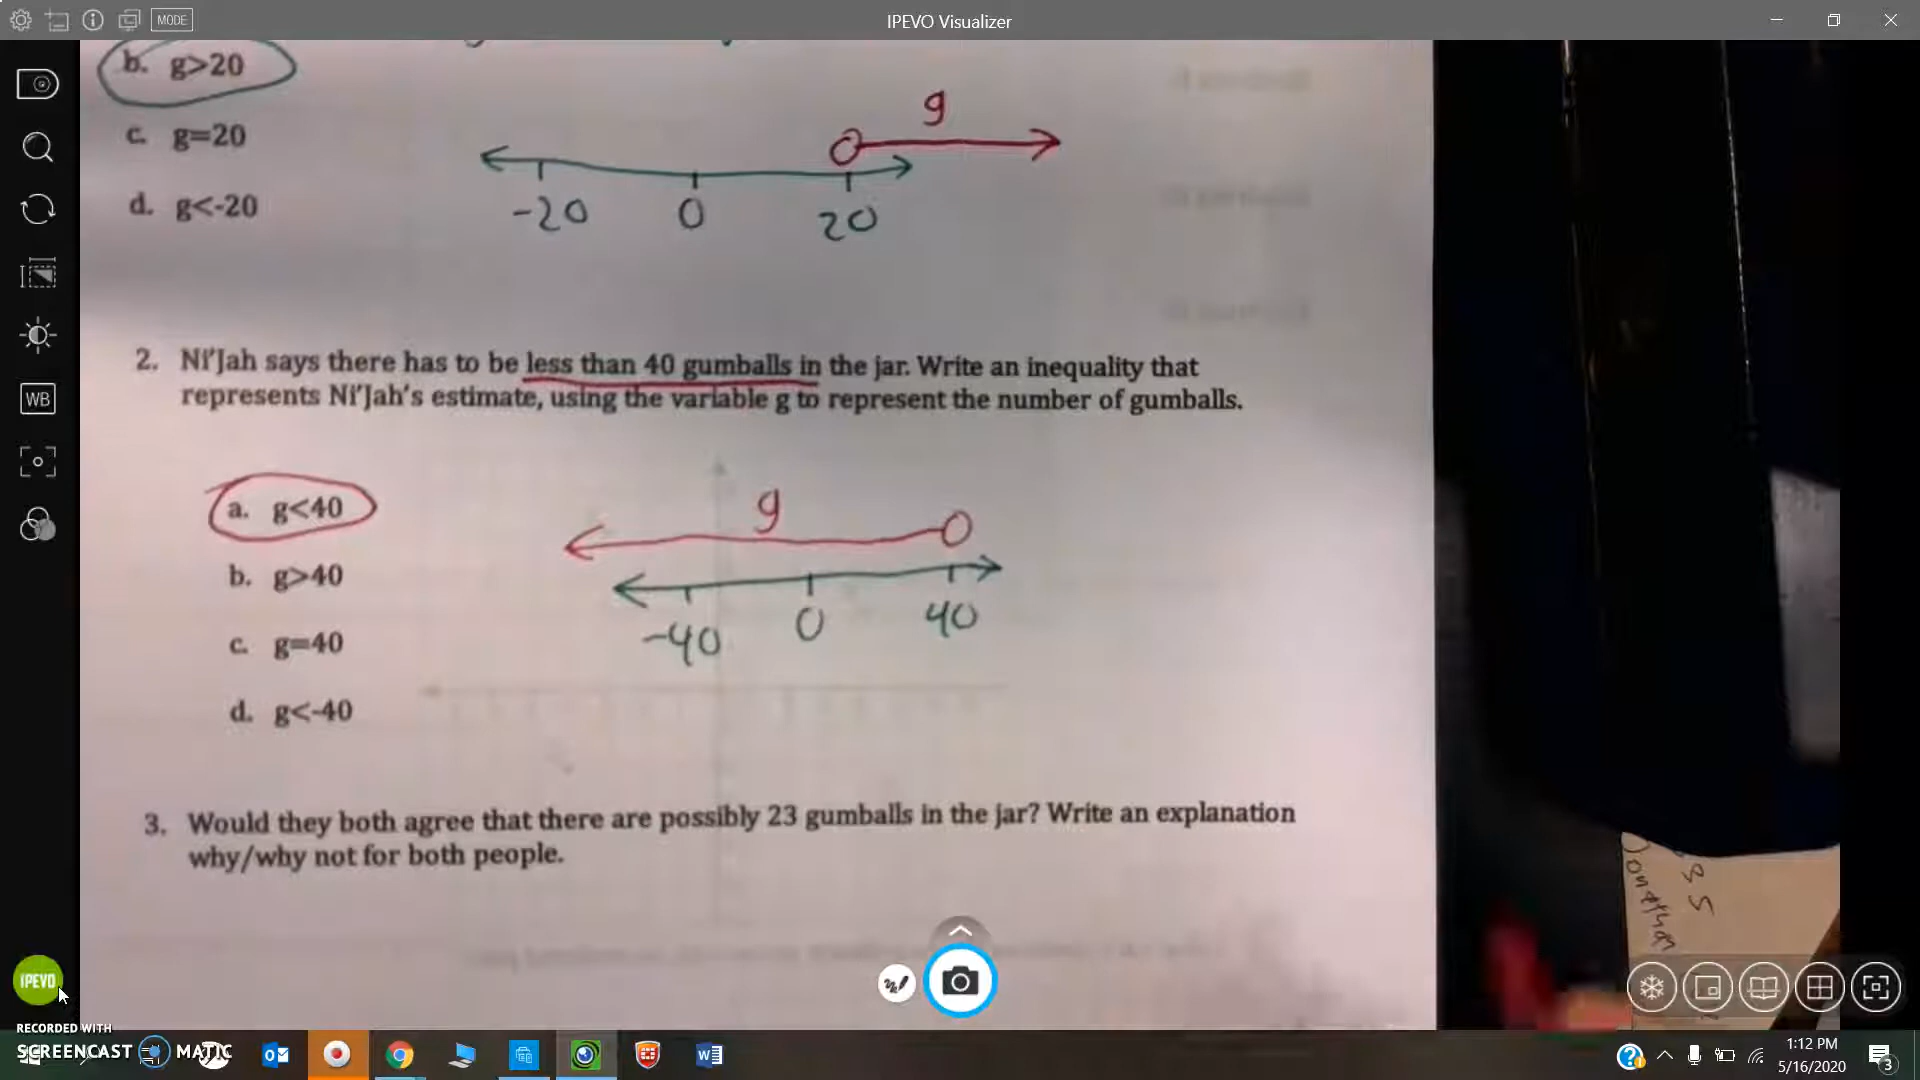 MODE
IPEVO Visualizer
b. g>20
g
c. g=20
d. g<-20
-20 0 20
2. Ni'Jah says there has to be less than 40 gumballs in the jar. Write an inequality that
represents Ni'Jah's estimate, using the variable g to represent the number of gumballs.
g
a. g<40
b. g>40
-40 0 40
c. g=40
d. g<-40
3. Would they both agree that there are possibly 23 gumballs in the jar? Write an explanation
why/why not for both people.
WB
IPEVO
RECORDED WITH
SCREENCAST MATIC
1:12 PM
5/16/2020
3